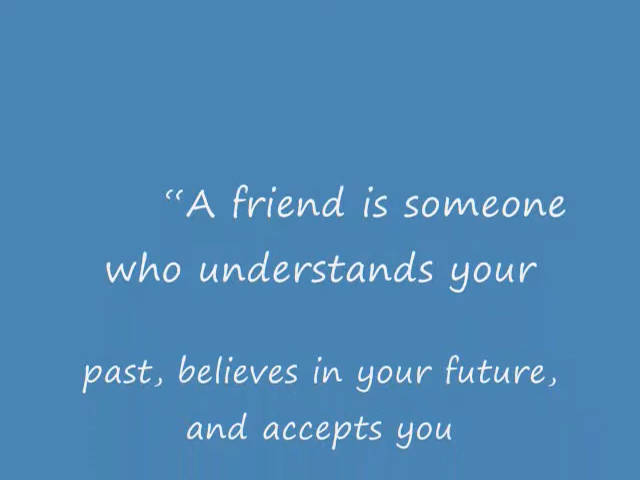 “A friend is someone
who understands your
past, believes in your future,
and accepts you